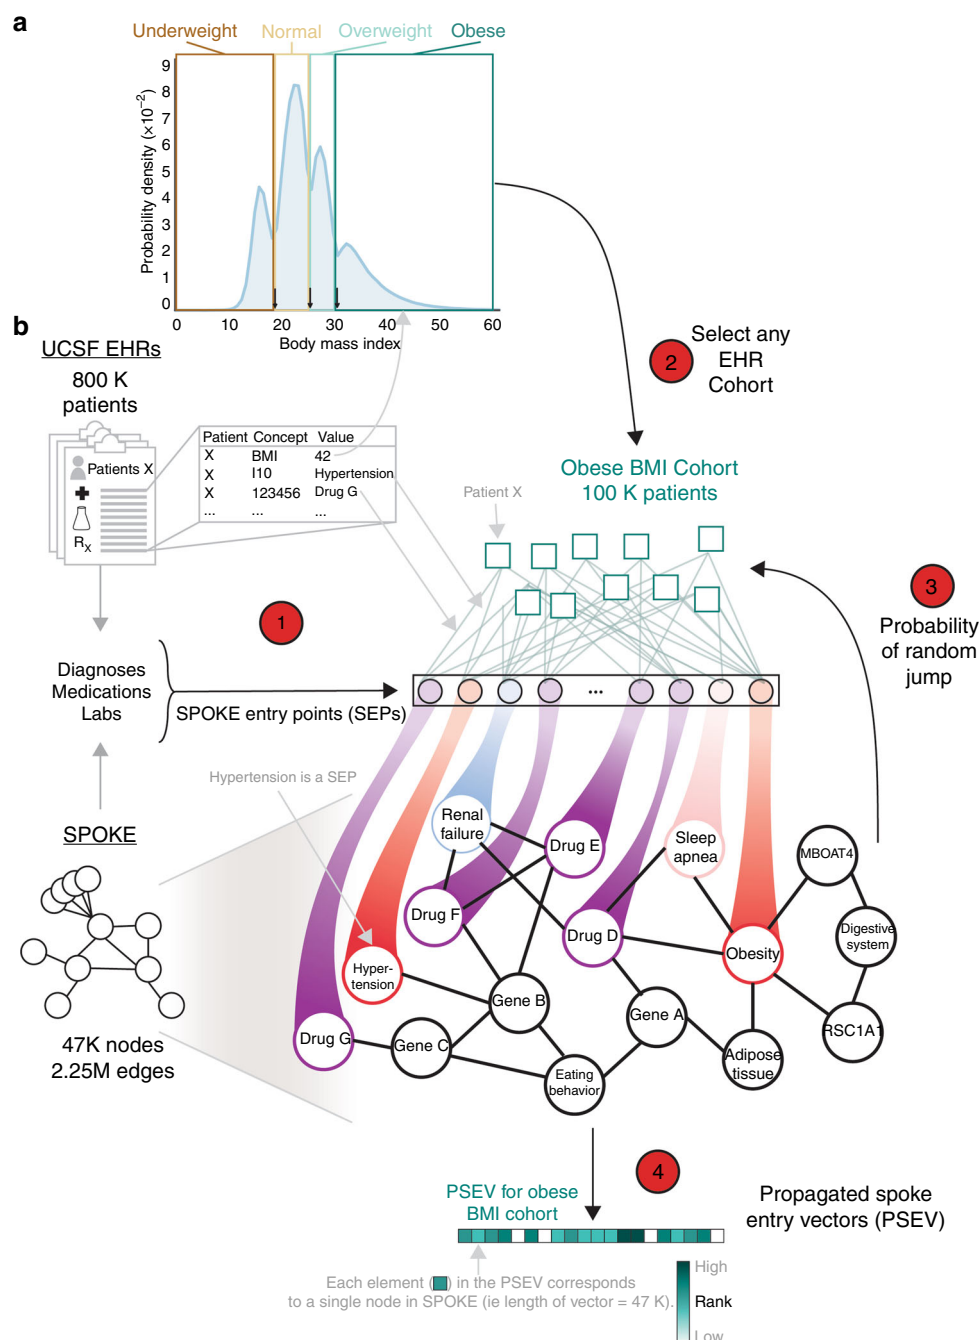 a
Underweight
Normal
Overweight
Obese
Probability density (×10⁻²)
9
8
7
6
5
4
3
2
1
0
0 10 20 30 40 50 60
Body mass index
b
UCSF EHRs
800 K
patients
Patients X
Rx
Patient Concept Value
X BMI 42
X I10 Hypertension
X 123456 Drug G
... ... ...
2
Select any
EHR
Cohort
Obese BMI Cohort
100 K patients
Patient X
1
3
Probability
of random
jump
Diagnoses
Medications
Labs
SPOKE entry points (SEPs)
...
Hypertension is a SEP
SPOKE
47K nodes
2.25M edges
Renal
failure
Drug E
Sleep
apnea
MBOAT4
Drug F
Drug D
Obesity
Digestive
system
Hyper-
tension
Gene B
Gene A
RSC1A1
Drug G
Gene C
Eating
behavior
Adipose
tissue
4
PSEV for obese
BMI cohort
Propagated spoke
entry vectors (PSEV)
Each element ( ) in the PSEV corresponds
to a single node in SPOKE (ie length of vector = 47 K).
High
Rank
Low